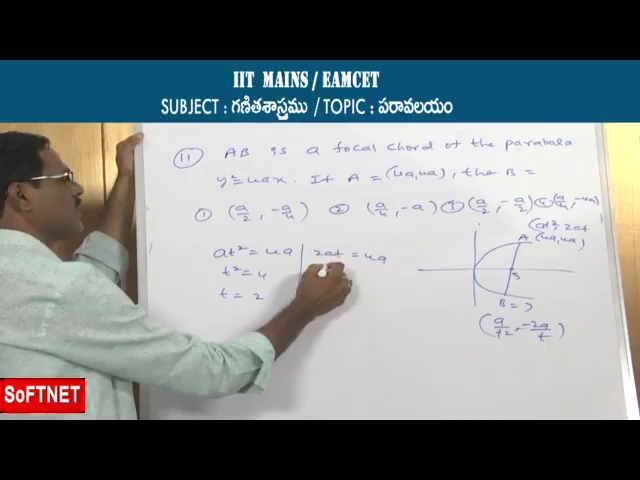 IIT MAINS / EAMCET
SUBJECT : గణితశాస్త్రము / TOPIC : పరావలయం
11 AB is a focal chord of the parabala
y²=4ax. If A = (4a,4a), the B =
① (a/2, -a/4) ② (a/4, -a) ③ (a/2, -a/2) ④ (a/4, -4a)
at² = 4a | 2at = 4a
t² = 4
t = 2
(at², 2at
A (4a,4a)
S
B = ?
(a/t², -2a/t)
SoFTNET